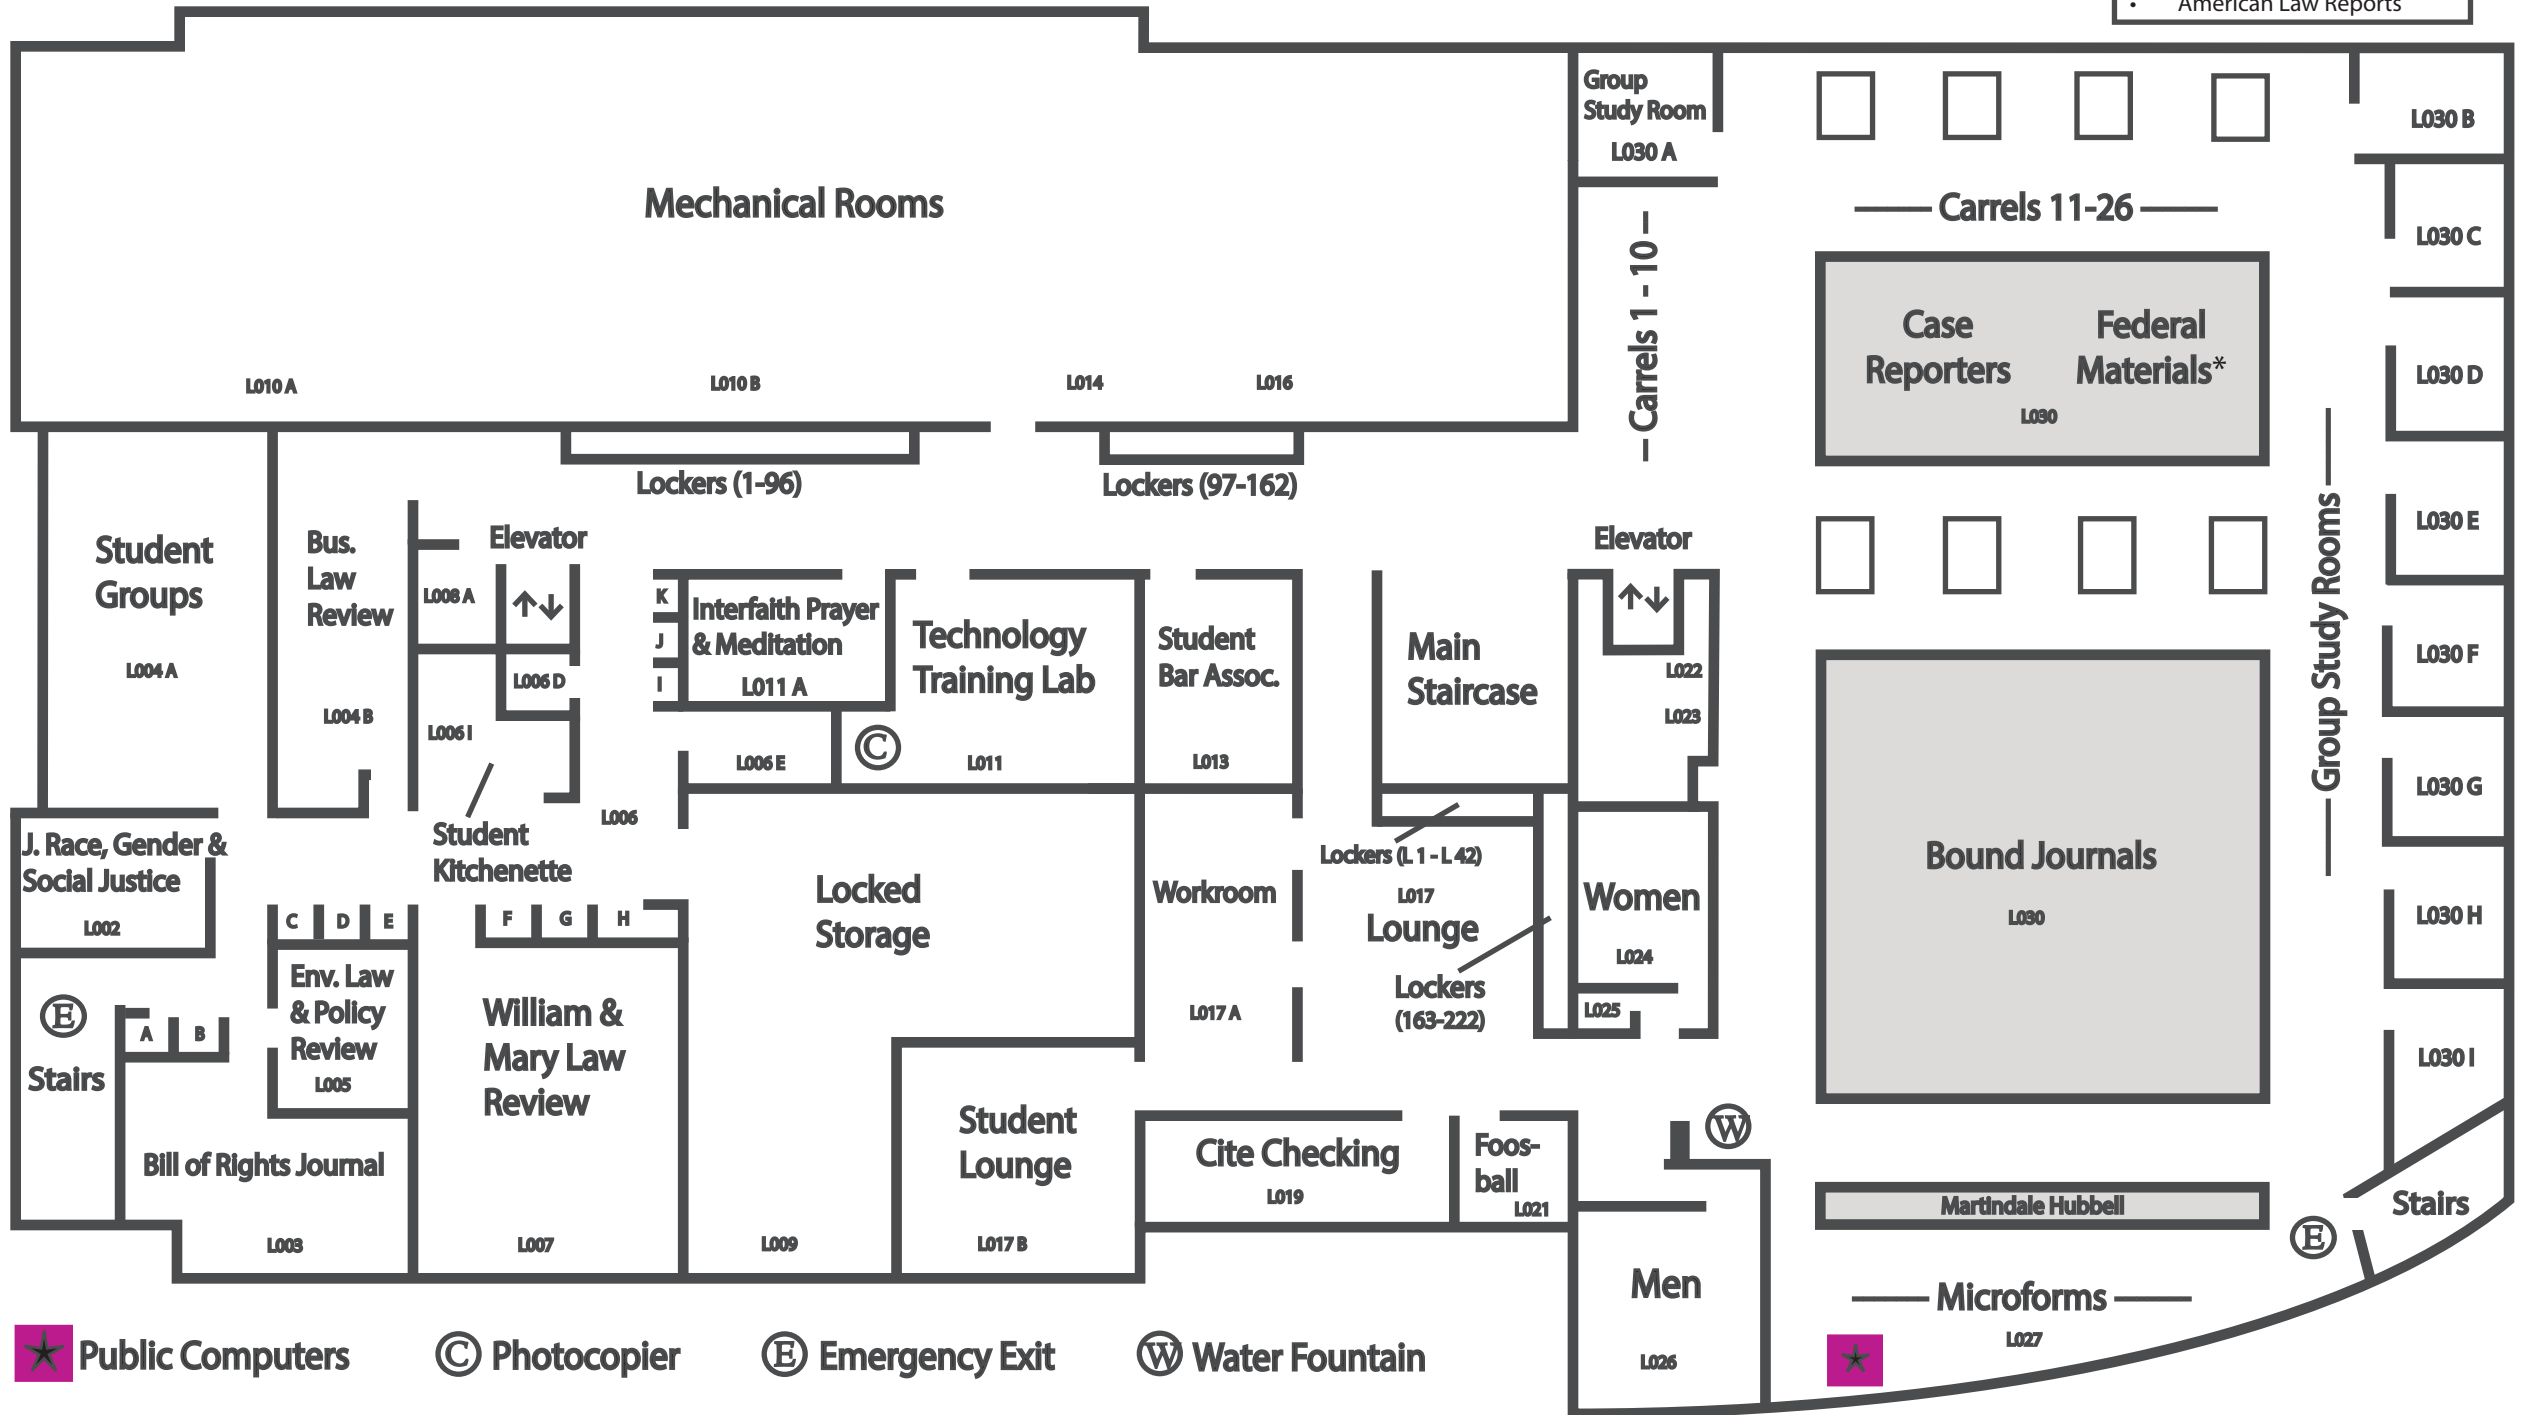 • American Law Reports
Group
Study Room
L030 A
L030 B
Mechanical Rooms
Carrels 11-26
L030 C
Carrels 1 - 10
Case
Reporters
Federal
Materials*
L030
L030 D
L010 A
L010 B
L014
L016
Lockers (1-96)
Lockers (97-162)
Group Study Rooms
L030 E
Student
Groups
L004 A
Bus.
Law
Review
L004 B
Elevator
L008 A
L006 D
L006 I
Student
Kitchenette
L006
K
J
I
Interfaith Prayer
& Meditation
L011 A
L006 E
C
Technology
Training Lab
L011
Student
Bar Assoc.
L013
Main
Staircase
Elevator
L022
L023
L030 F
L030 G
J. Race, Gender &
Social Justice
L002
Lockers (L 1 - L 42)
L017
Lounge
Lockers
(163-222)
Locked
Storage
Workroom
L017 A
Women
L024
L025
Bound Journals
L030
L030 H
C
D
E
F
G
H
E
Stairs
A
B
Env. Law
& Policy
Review
L005
William &
Mary Law
Review
L030 I
Bill of Rights Journal
L003
L007
L009
Student
Lounge
L017 B
Cite Checking
L019
Foos-
ball
L021
W
Martindale Hubbell
Stairs
E
Men
L026
Microforms
L027
Public Computers
C Photocopier
E Emergency Exit
W Water Fountain